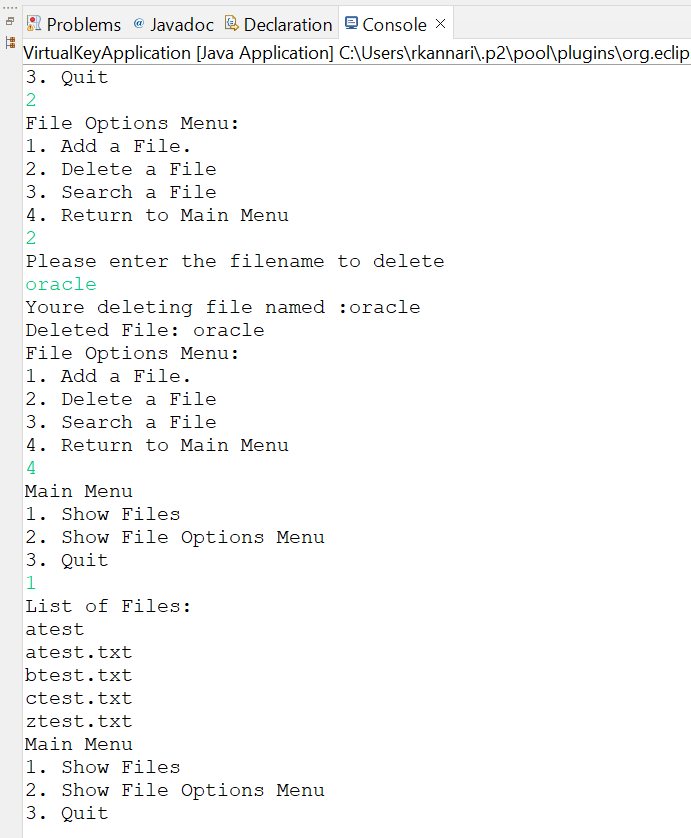 Problems @ Javadoc Declaration Console
VirtualKeyApplication [Java Application] C:\Users\rkannari\.p2\pool\plugins\org.eclip
3. Quit
2
File Options Menu:
1. Add a File.
2. Delete a File
3. Search a File
4. Return to Main Menu
2
Please enter the filename to delete
oracle
Youre deleting file named :oracle
Deleted File: oracle
File Options Menu:
1. Add a File.
2. Delete a File
3. Search a File
4. Return to Main Menu
4
Main Menu
1. Show Files
2. Show File Options Menu
3. Quit
1
List of Files:
atest
atest.txt
btest.txt
ctest.txt
ztest.txt
Main Menu
1. Show Files
2. Show File Options Menu
3. Quit